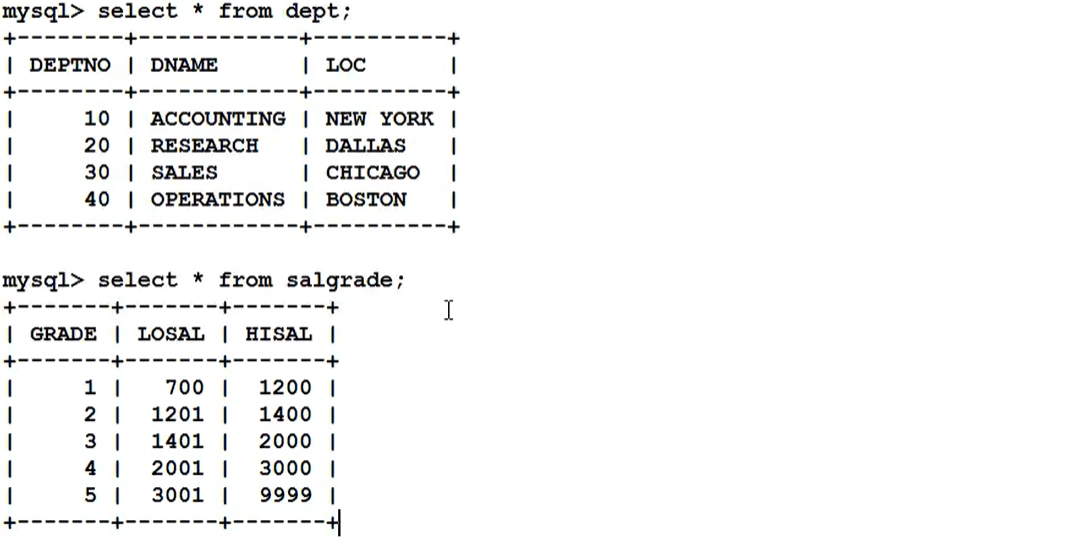 mysql> select * from dept;
+--------+------------+----------+
| DEPTNO | DNAME      | LOC      |
+--------+------------+----------+
|     10 | ACCOUNTING | NEW YORK |
|     20 | RESEARCH   | DALLAS   |
|     30 | SALES      | CHICAGO  |
|     40 | OPERATIONS | BOSTON   |
+--------+------------+----------+
mysql> select * from salgrade;
+-------+-------+-------+
| GRADE | LOSAL | HISAL |
+-------+-------+-------+
|     1 |   700 |  1200 |
|     2 |  1201 |  1400 |
|     3 |  1401 |  2000 |
|     4 |  2001 |  3000 |
|     5 |  3001 |  9999 |
+-------+-------+-------+